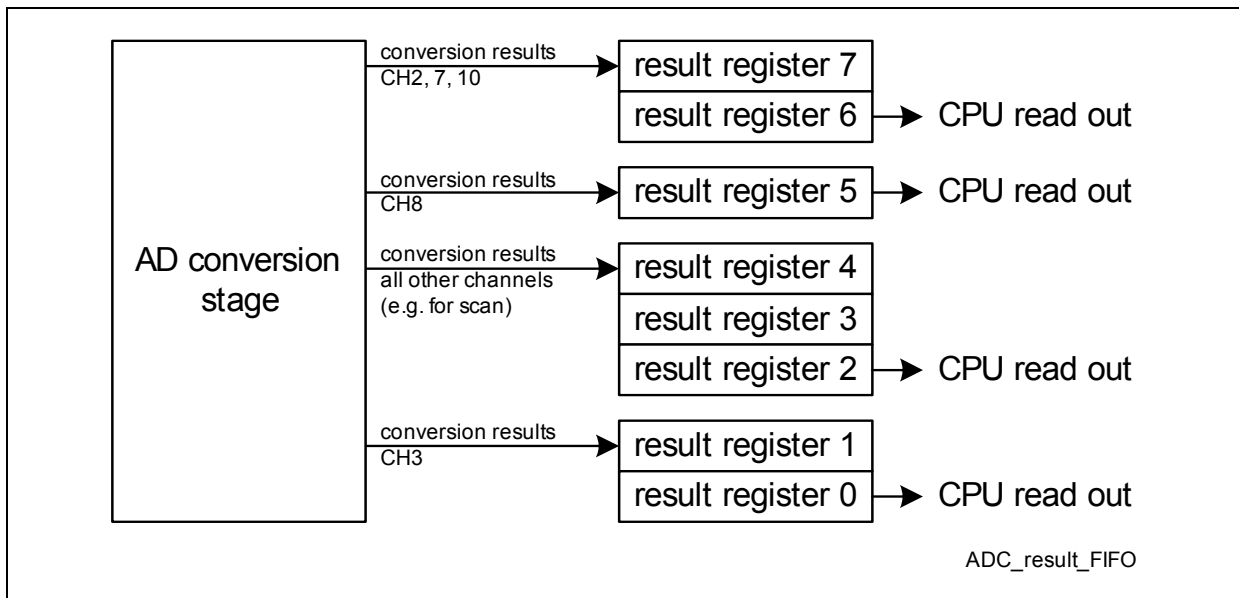 conversion results
CH2, 7, 10
result register 7
result register 6
CPU read out
conversion results
CH8
result register 5
CPU read out
AD conversion
stage
conversion results
all other channels
(e.g. for scan)
result register 4
result register 3
result register 2
CPU read out
conversion results
CH3
result register 1
result register 0
CPU read out
ADC_result_FIFO